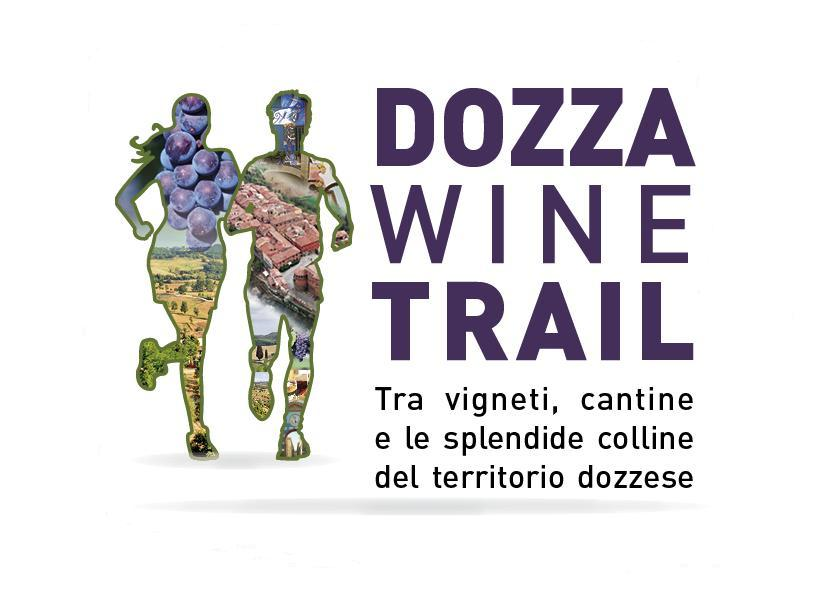 DOZZA
WINE
TRAIL
Tra vigneti, cantine
e le splendide colline
del territorio dozzese